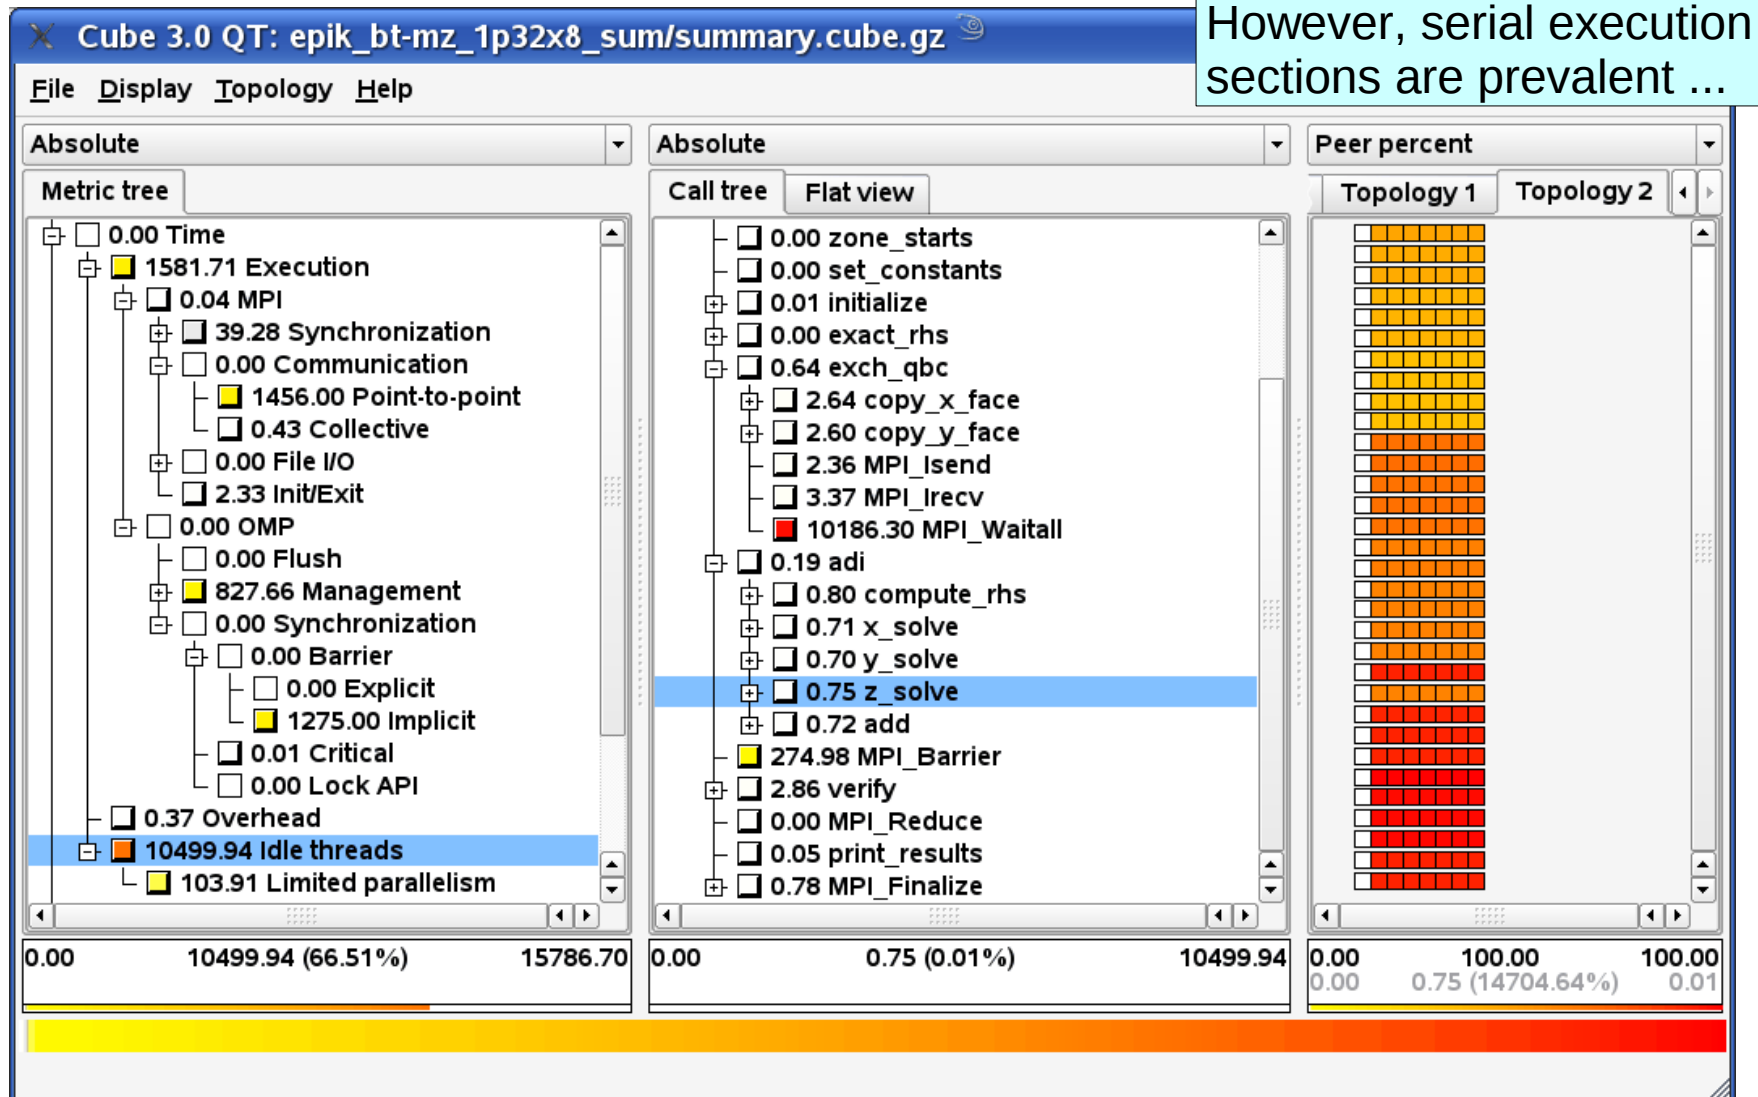 Cube 3.0 QT: epik_bt-mz_1p32x8_sum/summary.cube.gz
However, serial execution
sections are prevalent ...
File Display Topology Help
Absolute
Metric tree
0.00 Time
1581.71 Execution
0.04 MPI
39.28 Synchronization
0.00 Communication
1456.00 Point-to-point
0.43 Collective
0.00 File I/O
2.33 Init/Exit
0.00 OMP
0.00 Flush
827.66 Management
0.00 Synchronization
0.00 Barrier
0.00 Explicit
1275.00 Implicit
0.01 Critical
0.00 Lock API
0.37 Overhead
10499.94 Idle threads
103.91 Limited parallelism
0.00 10499.94 (66.51%) 15786.70
Absolute
Call tree Flat view
0.00 zone_starts
0.00 set_constants
0.01 initialize
0.00 exact_rhs
0.64 exch_qbc
2.64 copy_x_face
2.60 copy_y_face
2.36 MPI_Isend
3.37 MPI_Irecv
10186.30 MPI_Waitall
0.19 adi
0.80 compute_rhs
0.71 x_solve
0.70 y_solve
0.75 z_solve
0.72 add
274.98 MPI_Barrier
2.86 verify
0.00 MPI_Reduce
0.05 print_results
0.78 MPI_Finalize
0.00 0.75 (0.01%) 10499.94
Peer percent
Topology 1 Topology 2
0.00 100.00 100.00
0.00 0.75 (14704.64%) 0.01